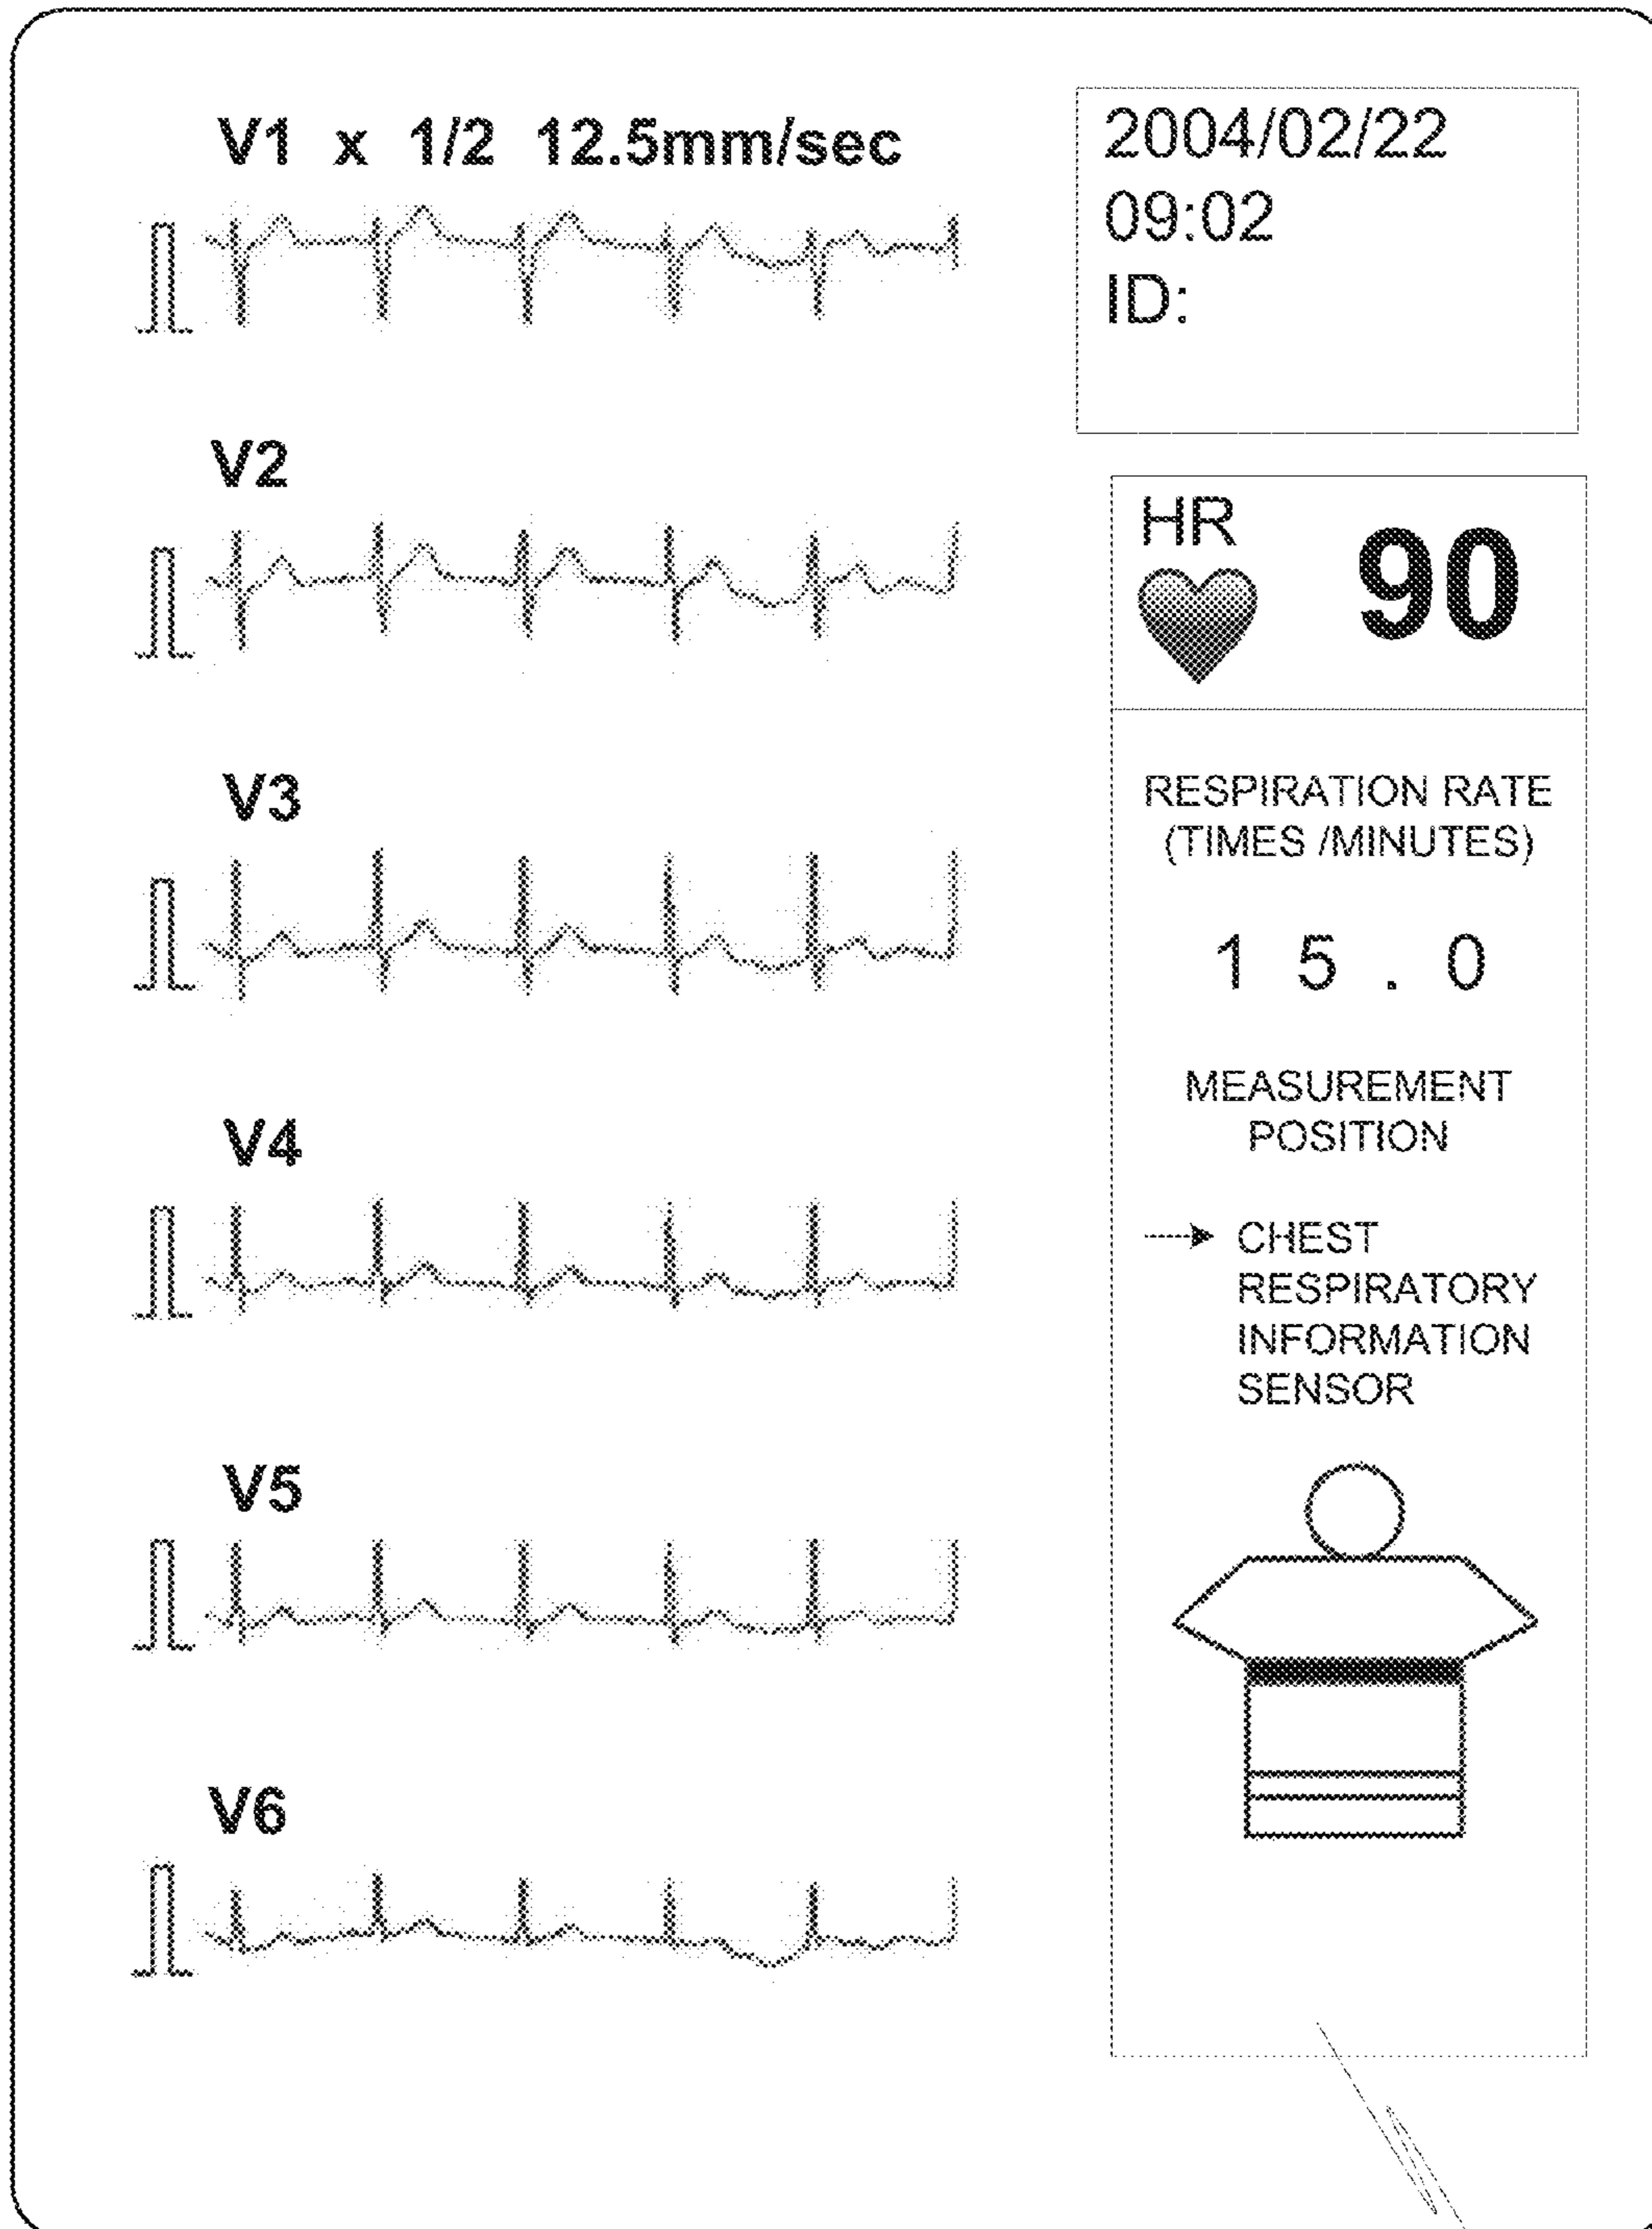 V1 x 1/2 12.5mm/sec
V2
V3
V4
V5
V6
2004/02/22
09:02
ID:
HR
90
RESPIRATION RATE
(TIMES /MINUTES)
1 5 . 0
MEASUREMENT
POSITION
CHEST
RESPIRATORY
INFORMATION
SENSOR